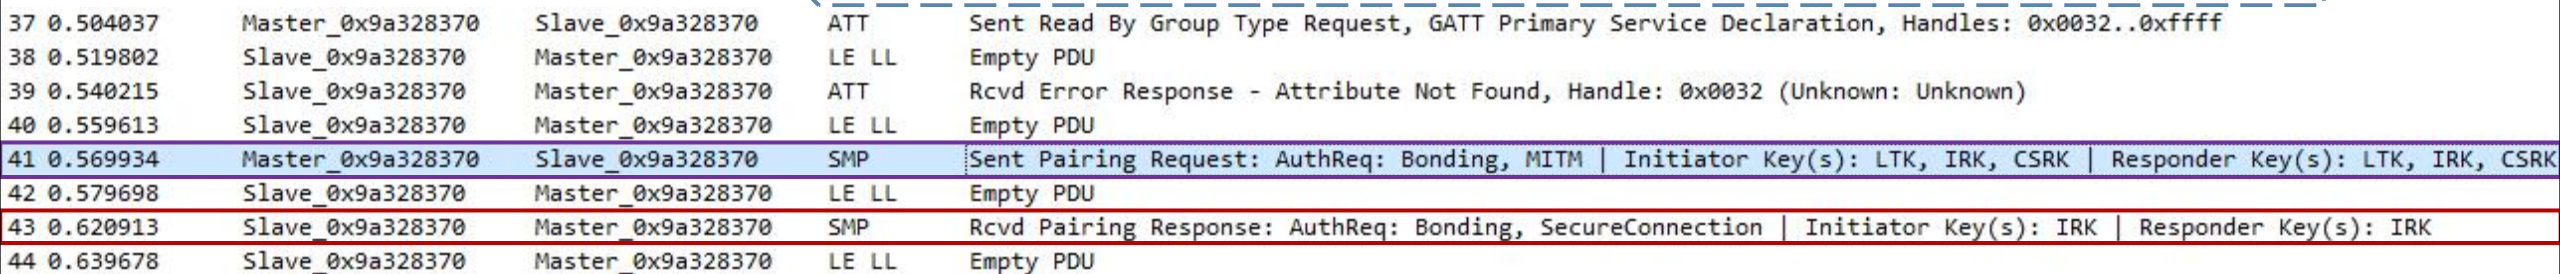 37 0.504037 Master_0x9a328370 Slave_0x9a328370 ATT Sent Read By Group Type Request, GATT Primary Service Declaration, Handles: 0x0032..0xffff
38 0.519802 Slave_0x9a328370 Master_0x9a328370 LE LL Empty PDU
39 0.540215 Slave_0x9a328370 Master_0x9a328370 ATT Rcvd Error Response - Attribute Not Found, Handle: 0x0032 (Unknown: Unknown)
40 0.559613 Slave_0x9a328370 Master_0x9a328370 LE LL Empty PDU
41 0.569934 Master_0x9a328370 Slave_0x9a328370 SMP Sent Pairing Request: AuthReq: Bonding, MITM | Initiator Key(s): LTK, IRK, CSRK | Responder Key(s): LTK, IRK, CSRK
42 0.579698 Slave_0x9a328370 Master_0x9a328370 LE LL Empty PDU
43 0.620913 Slave_0x9a328370 Master_0x9a328370 SMP Rcvd Pairing Response: AuthReq: Bonding, SecureConnection | Initiator Key(s): IRK | Responder Key(s): IRK
44 0.639678 Slave_0x9a328370 Master_0x9a328370 LE LL Empty PDU